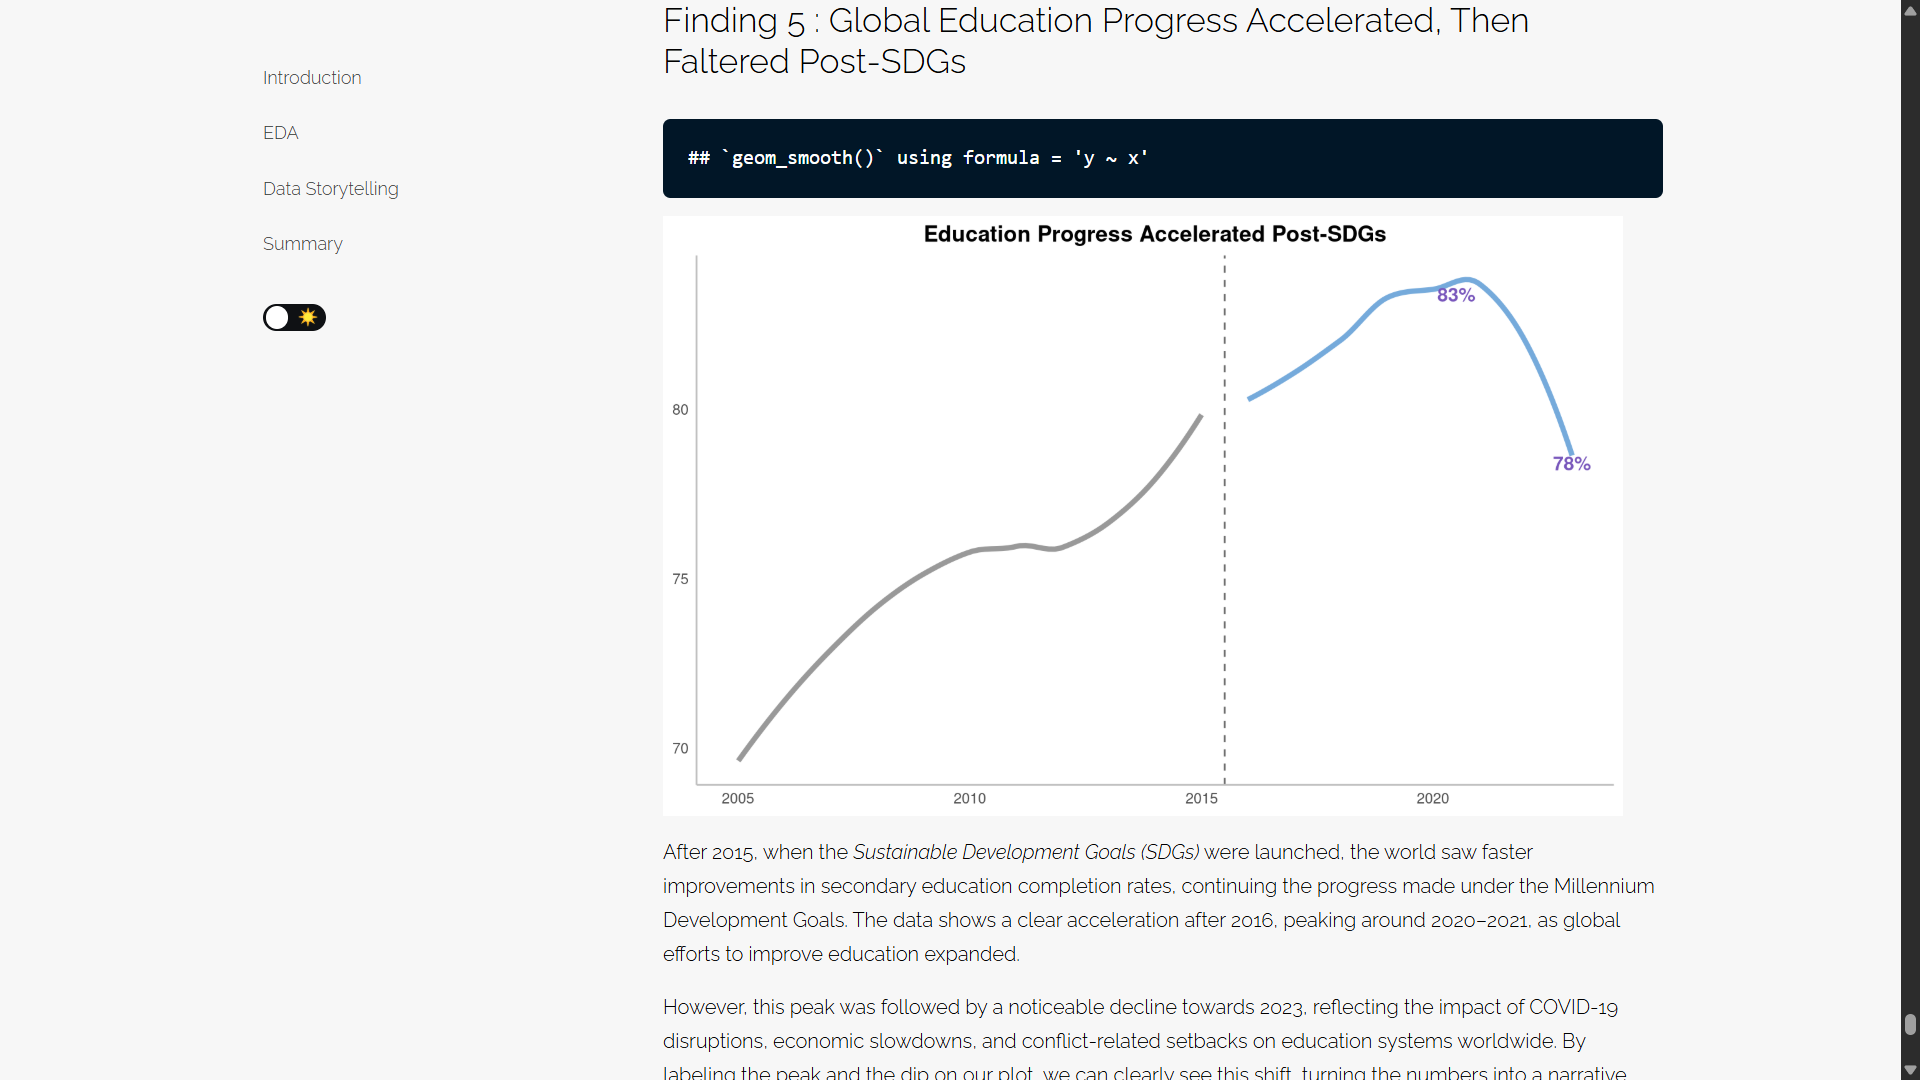 Introduction
EDA
Data Storytelling
Summary
Finding 5 : Global Education Progress Accelerated, Then
Faltered Post-SDGs
## `geom_smooth()` using formula = 'y ~ x'
Education Progress Accelerated Post-SDGs
83%
78%
80
75
70
2005
2010
2015
2020
After 2015, when the Sustainable Development Goals (SDGs) were launched, the world saw faster
improvements in secondary education completion rates, continuing the progress made under the Millennium
Development Goals. The data shows a clear acceleration after 2016, peaking around 2020–2021, as global
efforts to improve education expanded.
However, this peak was followed by a noticeable decline towards 2023, reflecting the impact of COVID-19
disruptions, economic slowdowns, and conflict-related setbacks on education systems worldwide. By
labeling the peak and the dip on our plot, we can clearly see this shift, turning the numbers into a narrative